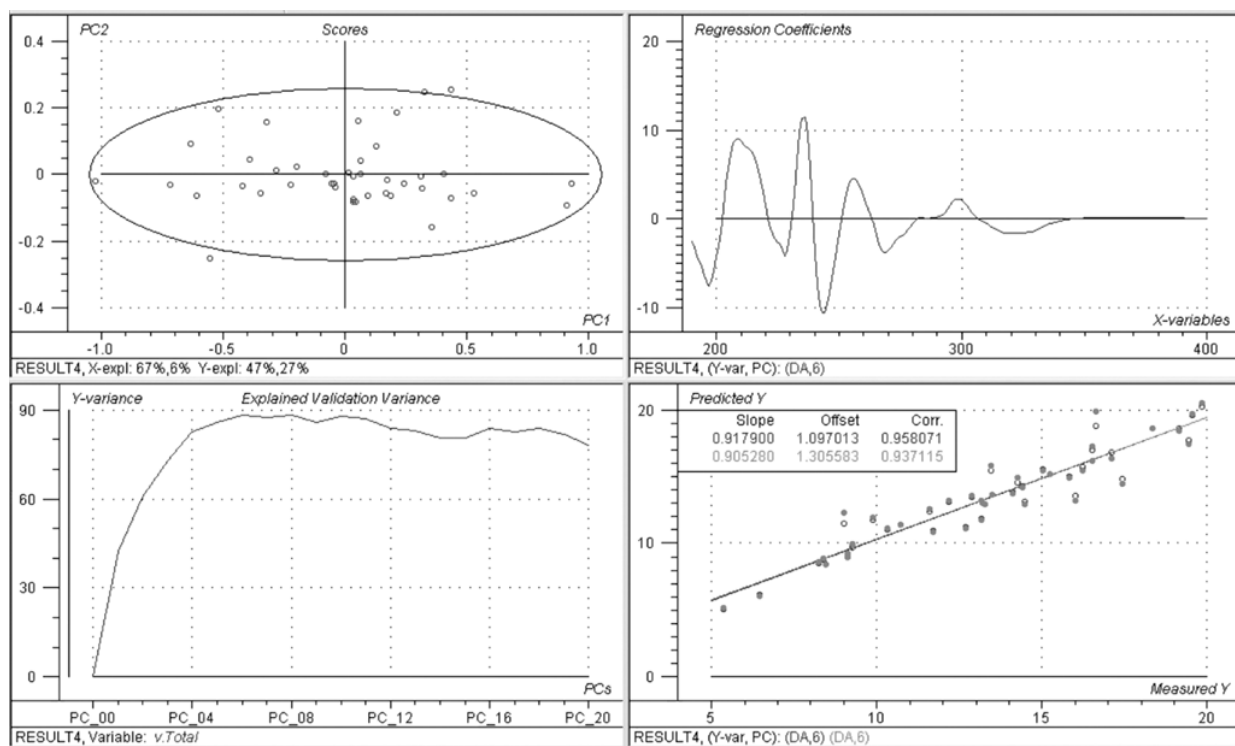 PC2 Scores
0.4
0.2
0
-0.2
-0.4
PC1
-1.0 -0.5 0 0.5 1.0
RESULT4, X-expl: 67%,6% Y-expl: 47%,27%
Regression Coefficients
20
10
0
-10
X-variables
200 300 400
RESULT4, (Y-var, PC): (DA,6)
Y-variance Explained Validation Variance
90
60
30
0
PCs
PC_00 PC_04 PC_08 PC_12 PC_16 PC_20
RESULT4, Variable: v.Total
Predicted Y
20
Slope Offset Corr.
0.917900 1.097013 0.958071
0.905280 1.305583 0.937115
10
0
Measured Y
5 10 15 20
RESULT4, (Y-var, PC): (DA,6) (DA,6)